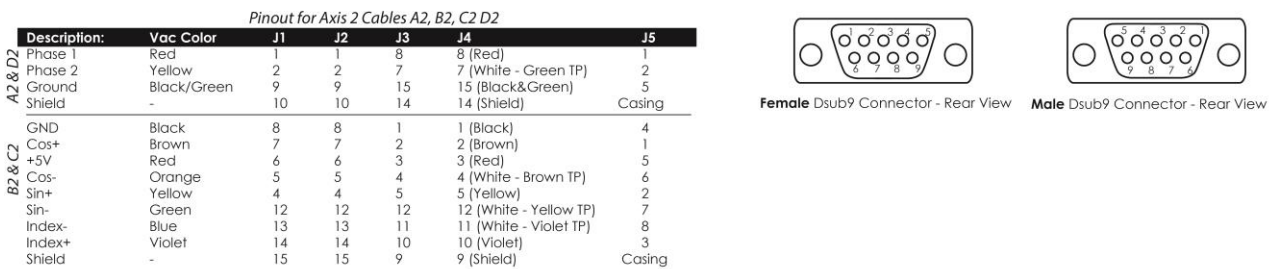 Pinout for Axis 2 Cables A2, B2, C2 D2
Description: Vac Color J1 J2 J3 J4 J5
A2 & D2
Phase 1 Red 1 1 8 8 (Red) 1
Phase 2 Yellow 2 2 7 7 (White - Green TP) 2
Ground Black/Green 9 9 15 15 (Black&Green) 5
Shield - 10 10 14 14 (Shield) Casing
B2 & C2
GND Black 8 8 1 1 (Black) 4
Cos+ Brown 7 7 2 2 (Brown) 1
+5V Red 6 6 3 3 (Red) 5
Cos- Orange 5 5 4 4 (White - Brown TP) 6
Sin+ Yellow 4 4 5 5 (Yellow) 2
Sin- Green 12 12 12 12 (White - Yellow TP) 7
Index- Blue 13 13 11 11 (White - Violet TP) 8
Index+ Violet 14 14 10 10 (Violet) 3
Shield - 15 15 9 9 (Shield) Casing
1 2 3 4 5
6 7 8 9
Female Dsub9 Connector - Rear View
5 4 3 2 1
9 8 7 6
Male Dsub9 Connector - Rear View